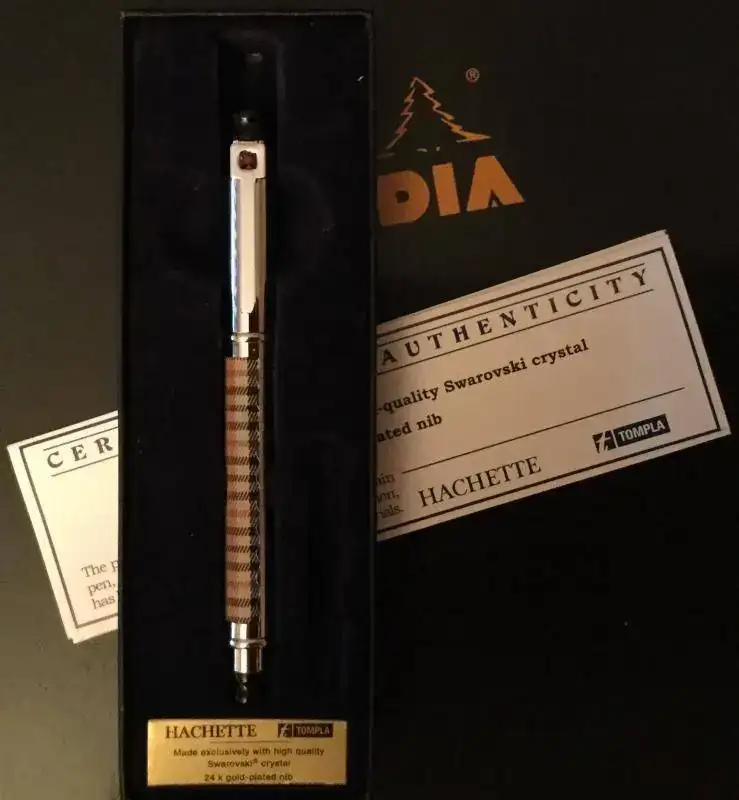 ®
DIA
AUTHENTICITY
-quality Swarovski crystal
ated nib
HACHETTE
TOMPLA
CER
The p
pen,
has
HACHETTE TOMPLA
Made exclusively with high quality
Swarovski® crystal
24 k gold-plated nib